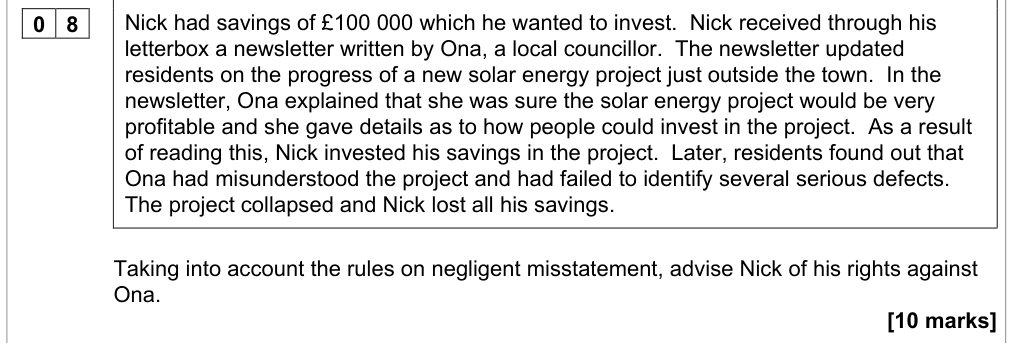 0 8
Nick had savings of £100 000 which he wanted to invest. Nick received through his
letterbox a newsletter written by Ona, a local councillor. The newsletter updated
residents on the progress of a new solar energy project just outside the town. In the
newsletter, Ona explained that she was sure the solar energy project would be very
profitable and she gave details as to how people could invest in the project. As a result
of reading this, Nick invested his savings in the project. Later, residents found out that
Ona had misunderstood the project and had failed to identify several serious defects.
The project collapsed and Nick lost all his savings.
Taking into account the rules on negligent misstatement, advise Nick of his rights against
Ona.
[10 marks]